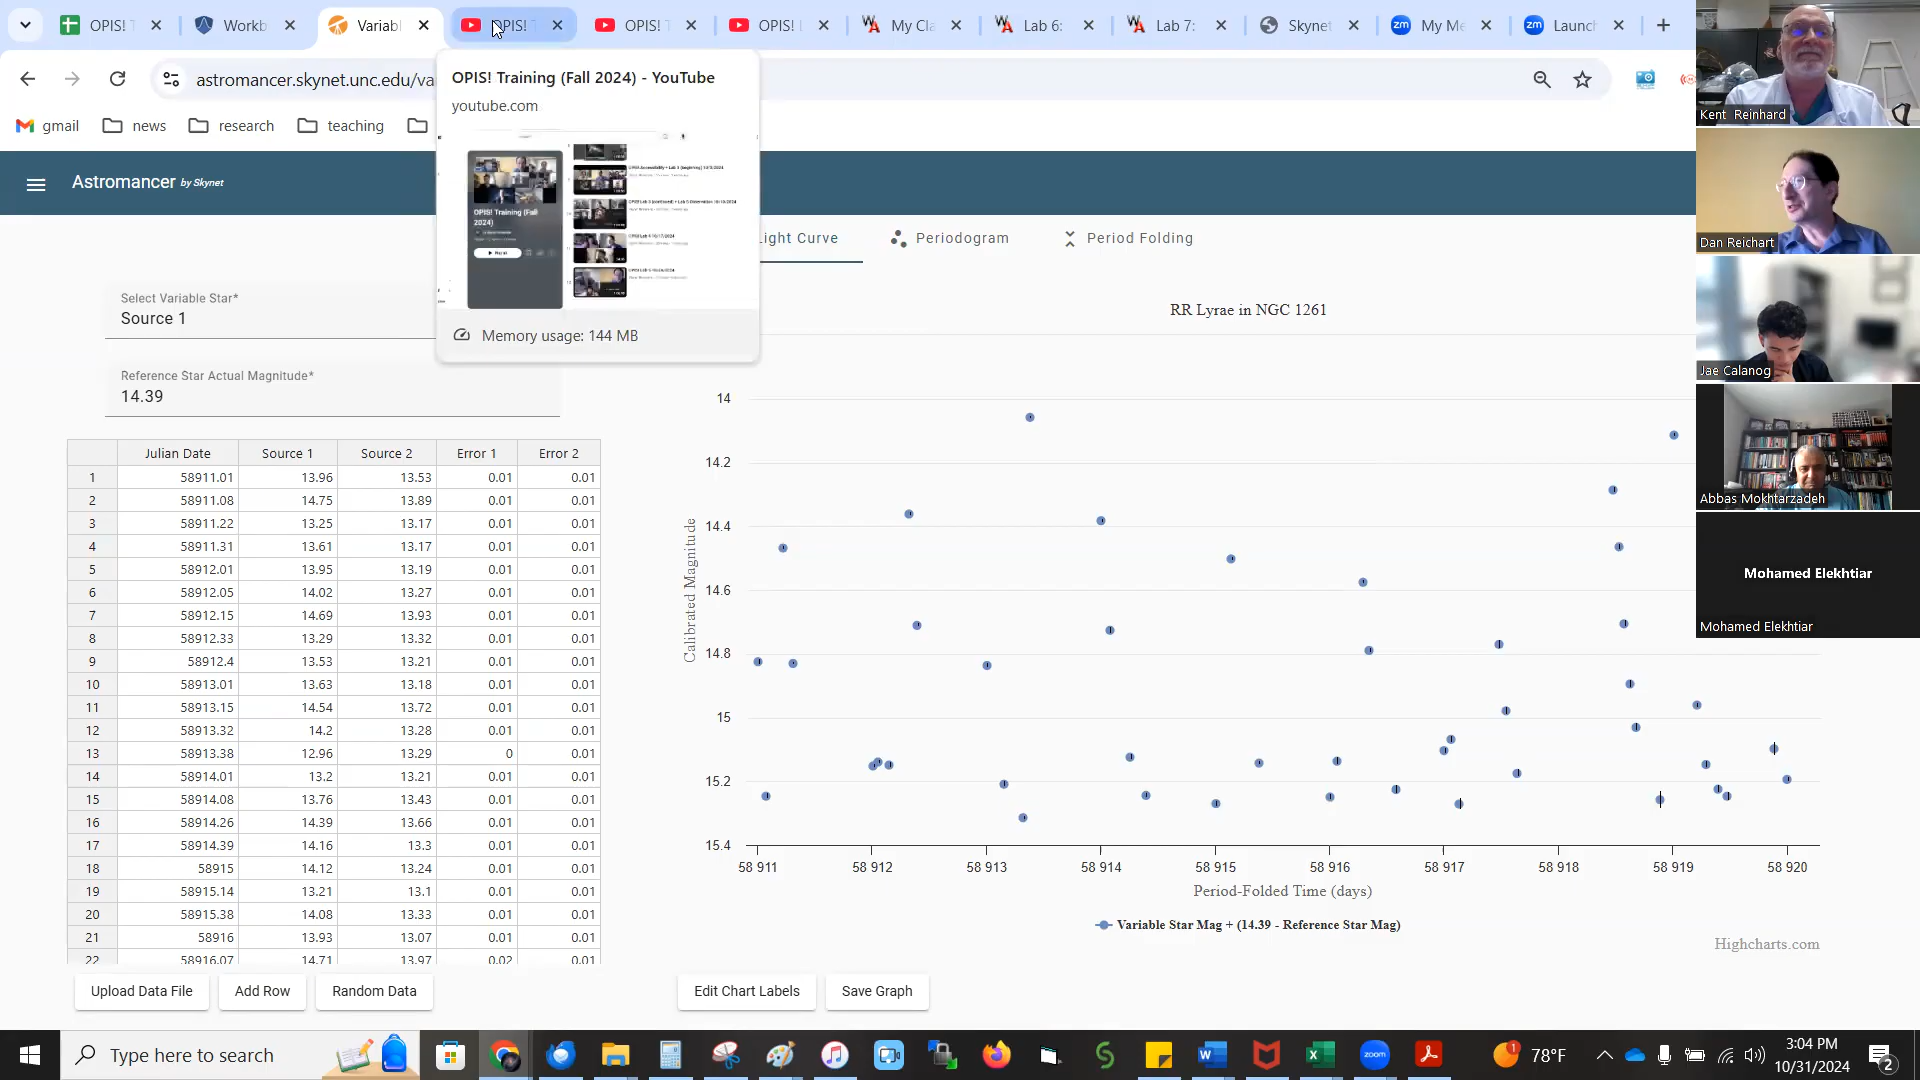 OPIS! T
Workb
Variabl
OPIS! T
OPIS! T
OPIS! L
My Cla
Lab 6:
Lab 7:
Skynet
My Me
Launc
astromancer.skynet.unc.edu/va
gmail
news
research
teaching
OPIS! Training (Fall 2024) - YouTube
youtube.com
OPIS! Training (Fall
2024)
Memory usage: 144 MB
Astromancer by Skynet
Light Curve
Periodogram
Period Folding
Select Variable Star*
Source 1
Reference Star Actual Magnitude*
14.39
Julian Date Source 1 Source 2 Error 1 Error 2
1 58911.01 13.96 13.53 0.01 0.01
2 58911.08 14.75 13.89 0.01 0.01
3 58911.22 13.25 13.17 0.01 0.01
4 58911.31 13.61 13.17 0.01 0.01
5 58912.01 13.95 13.19 0.01 0.01
6 58912.05 14.02 13.27 0.01 0.01
7 58912.15 14.69 13.93 0.01 0.01
8 58912.33 13.29 13.32 0.01 0.01
9 58912.4 13.53 13.21 0.01 0.01
10 58913.01 13.63 13.18 0.01 0.01
11 58913.15 14.54 13.72 0.01 0.01
12 58913.32 14.2 13.28 0.01 0.01
13 58913.38 12.96 13.29 0 0.01
14 58914.01 13.2 13.21 0.01 0.01
15 58914.08 13.76 13.43 0.01 0.01
16 58914.26 14.39 13.66 0.01 0.01
17 58914.39 14.16 13.3 0.01 0.01
18 58915 14.12 13.24 0.01 0.01
19 58915.14 13.21 13.1 0.01 0.01
20 58915.38 14.08 13.33 0.01 0.01
21 58916 13.93 13.07 0.01 0.01
22 58916.07 14.71 13.97 0.02 0.01
Upload Data File
Add Row
Random Data
RR Lyrae in NGC 1261
14
14.2
14.4
14.6
14.8
15
15.2
15.4
Calibrated Magnitude
58 911 58 912 58 913 58 914 58 915 58 916 58 917 58 918 58 919 58 920
Period-Folded Time (days)
Variable Star Mag + (14.39 - Reference Star Mag)
Highcharts.com
Edit Chart Labels
Save Graph
Kent Reinhard
Dan Reichart
Jae Calanog
Abbas Mokhtarzadeh
Mohamed Elekhtiar
Mohamed Elekhtiar
Type here to search
zoom
1
78°F
3:04 PM
10/31/2024
2